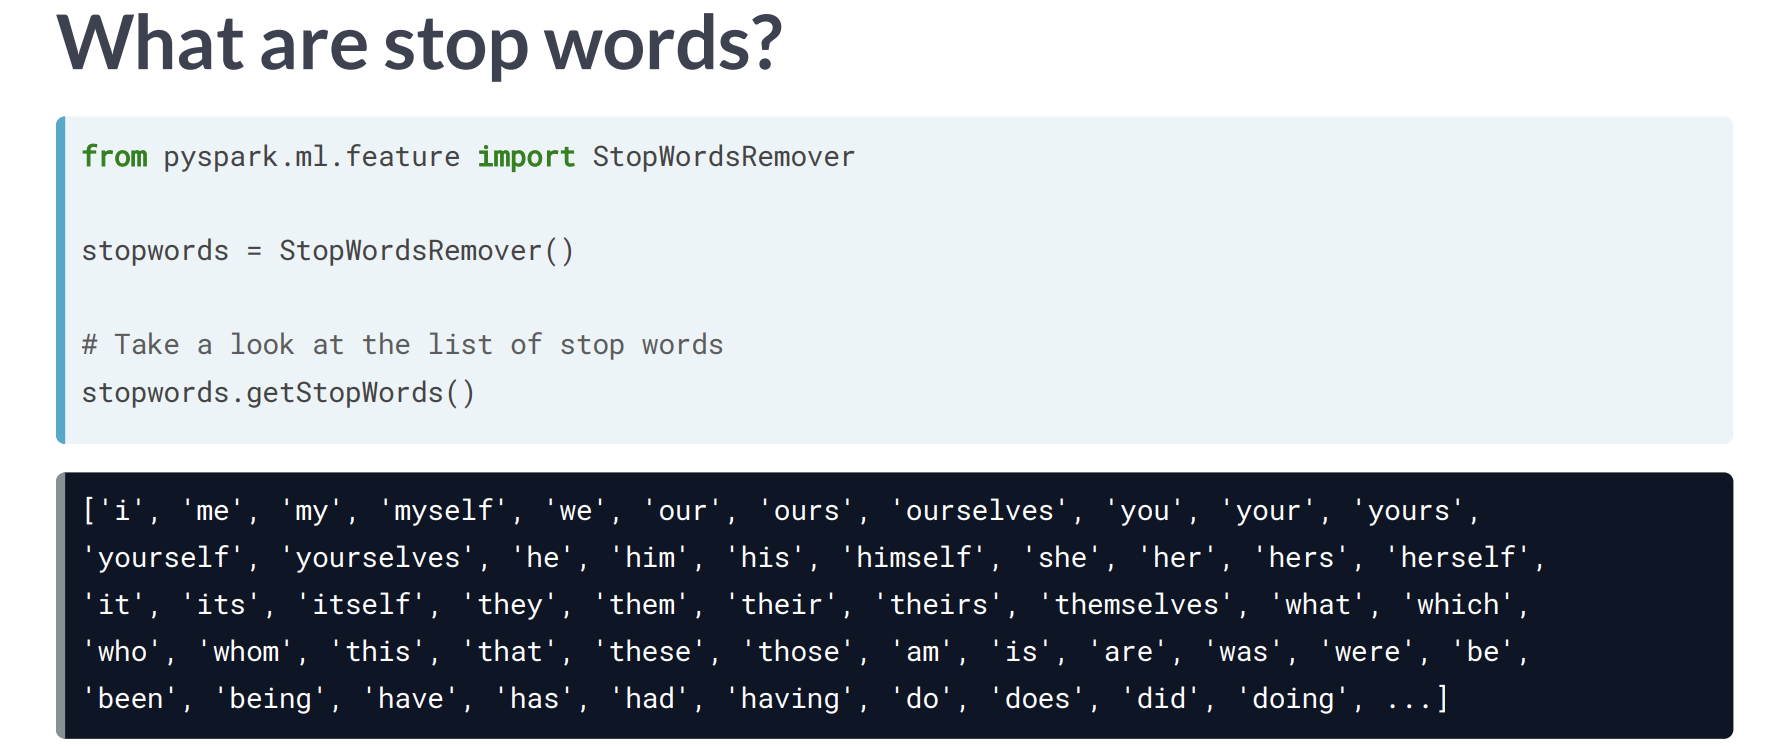 What are stop words?
from pyspark.ml.feature import StopWordsRemover
stopwords = StopWordsRemover()
# Take a look at the list of stop words
stopwords.getStopWords()
['i', 'me', 'my', 'myself', 'we', 'our', 'ours', 'ourselves', 'you', 'your', 'yours',
'yourself', 'yourselves', 'he', 'him', 'his', 'himself', 'she', 'her', 'hers', 'herself',
'it', 'its', 'itself', 'they', 'them', 'their', 'theirs', 'themselves', 'what', 'which',
'who', 'whom', 'this', 'that', 'these', 'those', 'am', 'is', 'are', 'was', 'were', 'be',
'been', 'being', 'have', 'has', 'had', 'having', 'do', 'does', 'did', 'doing', ...]